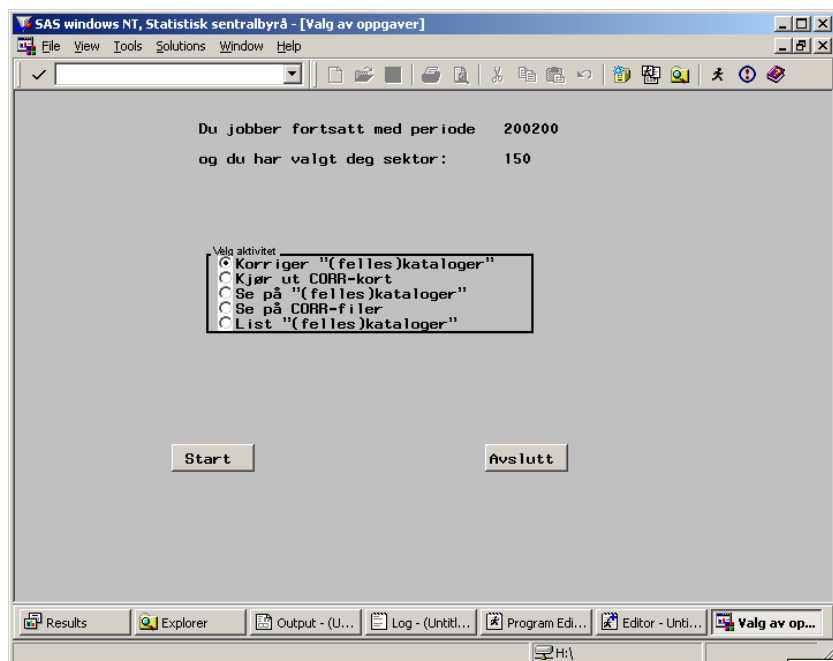 SAS windows NT, Statistisk sentralbyrå - [Valg av oppgaver]
File View Tools Solutions Window Help
Du jobber fortsatt med periode 200200
og du har valgt deg sektor: 150
Velg aktivitet
Korriger "(felles)kataloger"
Kjør ut CORR-kort
Se på "(felles)kataloger"
Se på CORR-filer
List "(felles)kataloger"
Start Avslutt
Results Explorer Output - (U... Log - (Untitl... Program Edi... Editor - Unti... Valg av op...
H:\